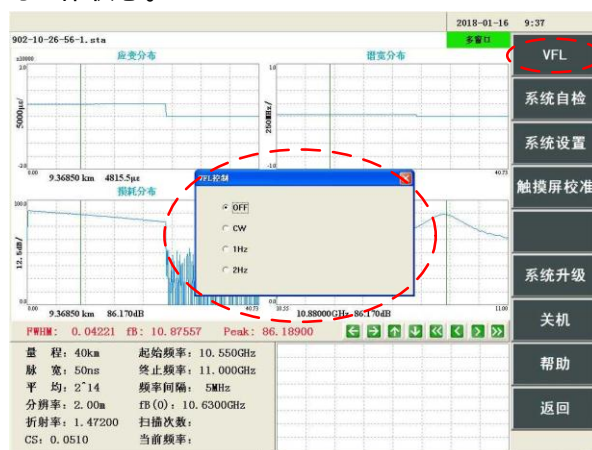 2018-01-16 9:37
902-10-26-56-1.sta
多窗口
应变分布
谱宽分布
x10000
2.0
1.0
5000με/
250MHz/
-2.0
-1.0
0.00
9.36850 km 4815.5με
40.73
损耗分布
100.0
12.5dB/
0.0
0.00
9.36850 km 86.170dB
40.73
0.0
10.55
10.88000GHz 86.170dB
11.00
VFL控制
OFF
CW
1Hz
2Hz
FWHM: 0.04221 fB: 10.87557 Peak: 86.18900
量 程: 40km 起始频率: 10.550GHz
脉 宽: 50ns 终止频率: 11.000GHz
平 均: 2^14 频率间隔: 5MHz
分辨率: 2.00m fB(0): 10.6300GHz
折射率: 1.47200 扫描次数:
CS: 0.0510 当前频率:
VFL
系统自检
系统设置
触摸屏校准
系统升级
关机
帮助
返回